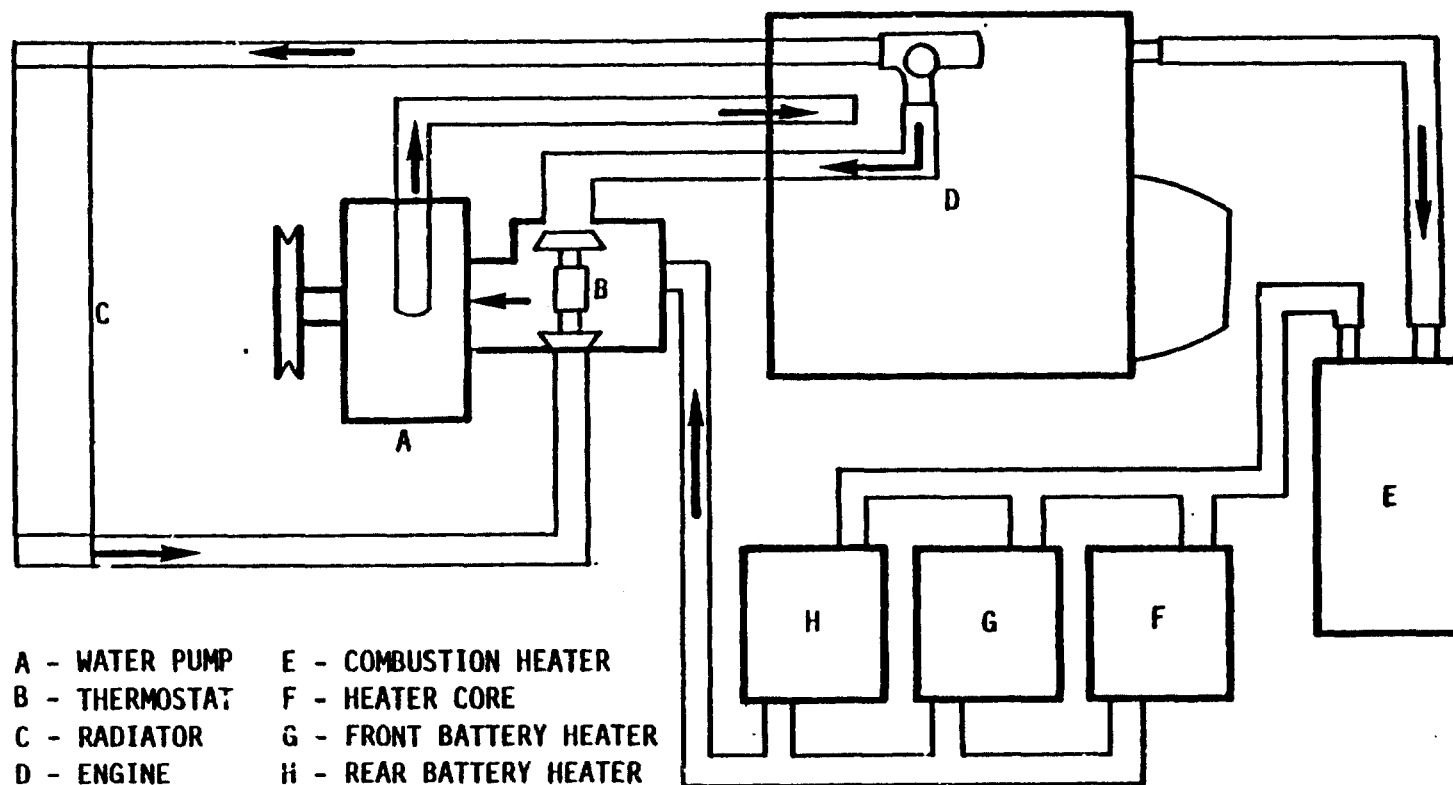 C
A
B
D
E
H
G
F
A - WATER PUMP
B - THERMOSTAT
C - RADIATOR
D - ENGINE
E - COMBUSTION HEATER
F - HEATER CORE
G - FRONT BATTERY HEATER
H - REAR BATTERY HEATER